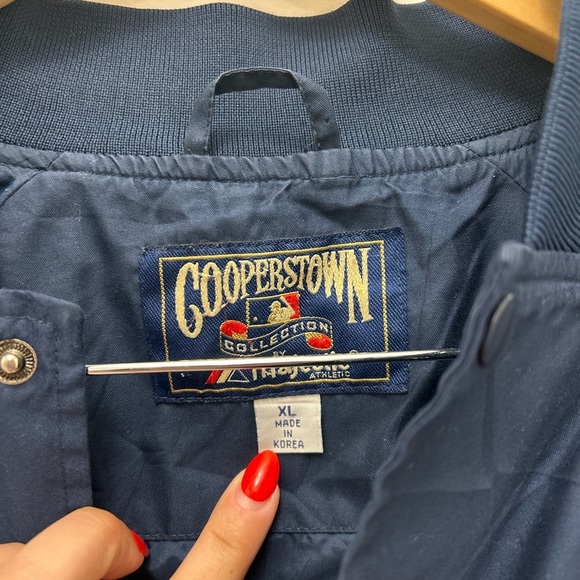 COOPERSTOWN
COLLECTION
BY
Majestic
ATHLETIC
XL
MADE
IN
KOREA